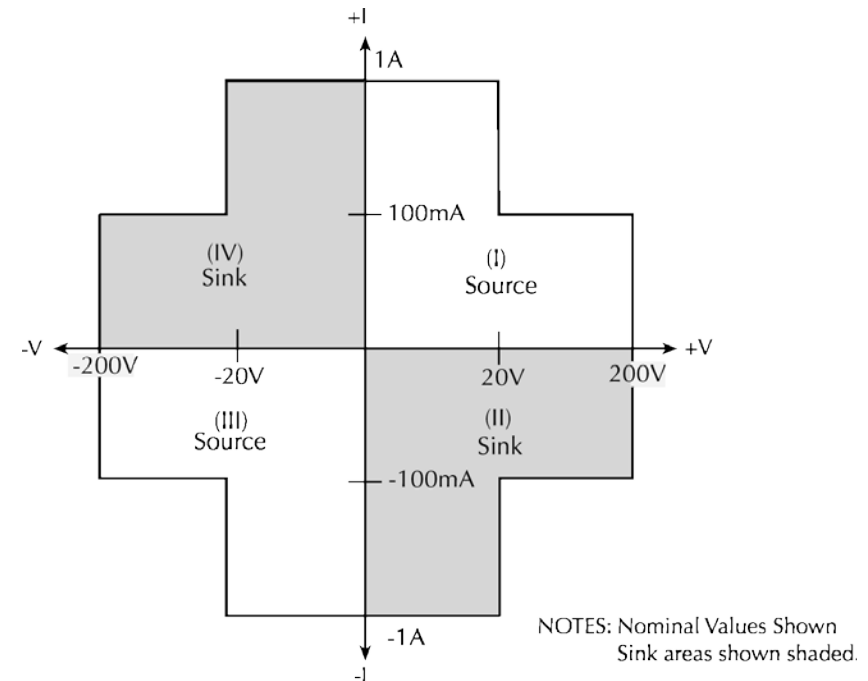 +I
1A
100mA
(IV)
Sink
(I)
Source
-V
+V
-200V
-20V
20V
200V
(III)
Source
(II)
Sink
-100mA
-1A
-I
NOTES: Nominal Values Shown
Sink areas shown shaded.